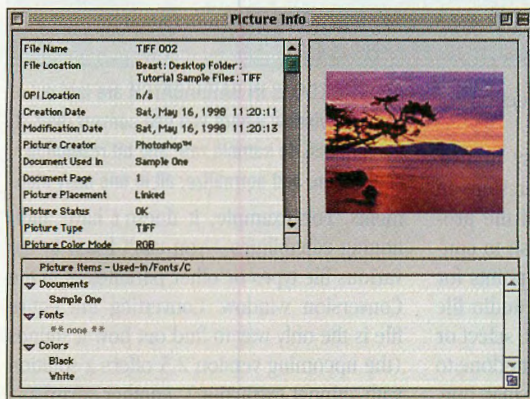 Picture Info
File Name TIFF 002
File Location Beast: Desktop Folder:
Tutorial Sample Files: TIFF
OPI Location n/a
Creation Date Sat, May 16, 1998 11:20:11
Modification Date Sat, May 16, 1998 11:20:13
Picture Creator Photoshop™
Document Used In Sample One
Document Page 1
Picture Placement Linked
Picture Status OK
Picture Type TIFF
Picture Color Mode RGB
Picture Items - Used-in/Fonts/C
Documents
Sample One
Fonts
** none **
Colors
Black
White